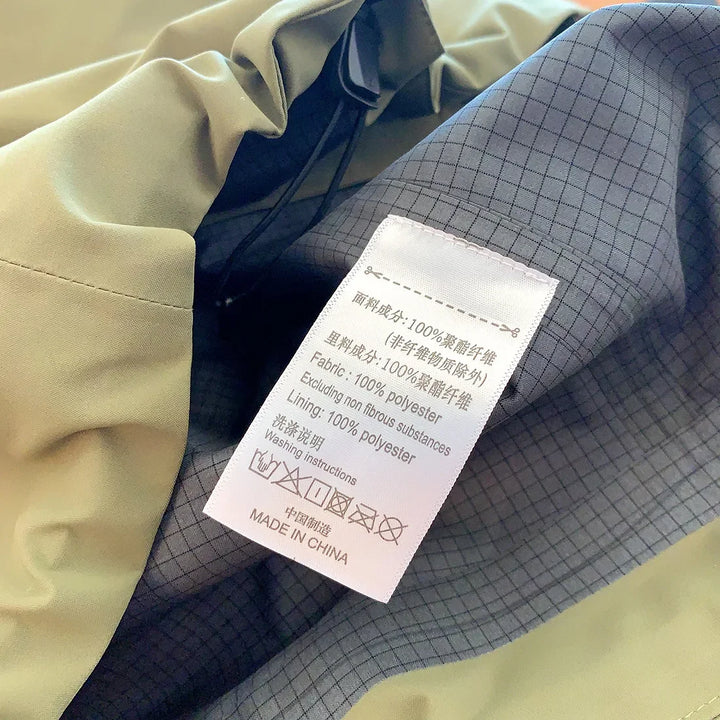 面料成分:100%聚酯纤维
(非纤维物质除外)
里料成分:100%聚酯纤维
Fabric : 100% polyester
Excluding non fibrous substances
Lining: 100% polyester
洗涤说明
Washing instructions
中国制造
MADE IN CHINA